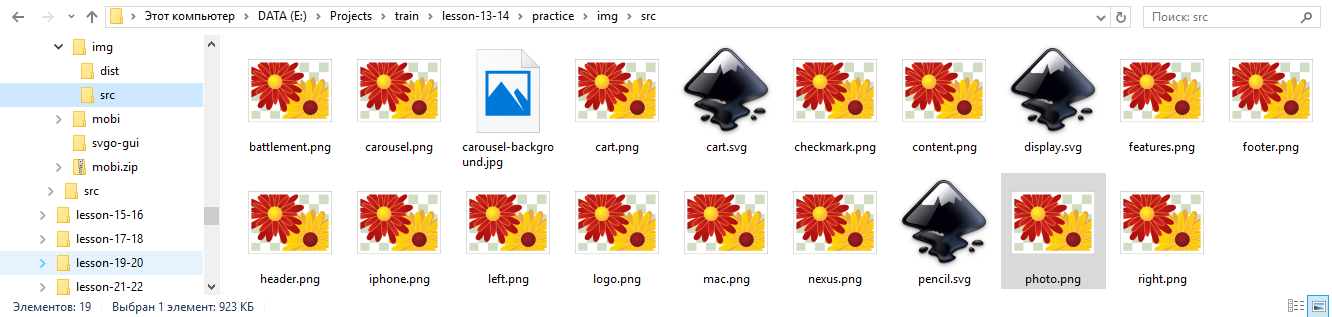 Этот компьютер > DATA (E:) > Projects > train > lesson-13-14 > practice > img > src
Поиск: src
img
dist
src
mobi
svgo-gui
mobi.zip
src
lesson-15-16
lesson-17-18
lesson-19-20
lesson-21-22
battlement.png
carousel.png
carousel-backgro
und.jpg
cart.png
cart.svg
checkmark.png
content.png
display.svg
features.png
footer.png
header.png
iphone.png
left.png
logo.png
mac.png
nexus.png
pencil.svg
photo.png
right.png
Элементов: 19
Выбран 1 элемент: 923 КБ